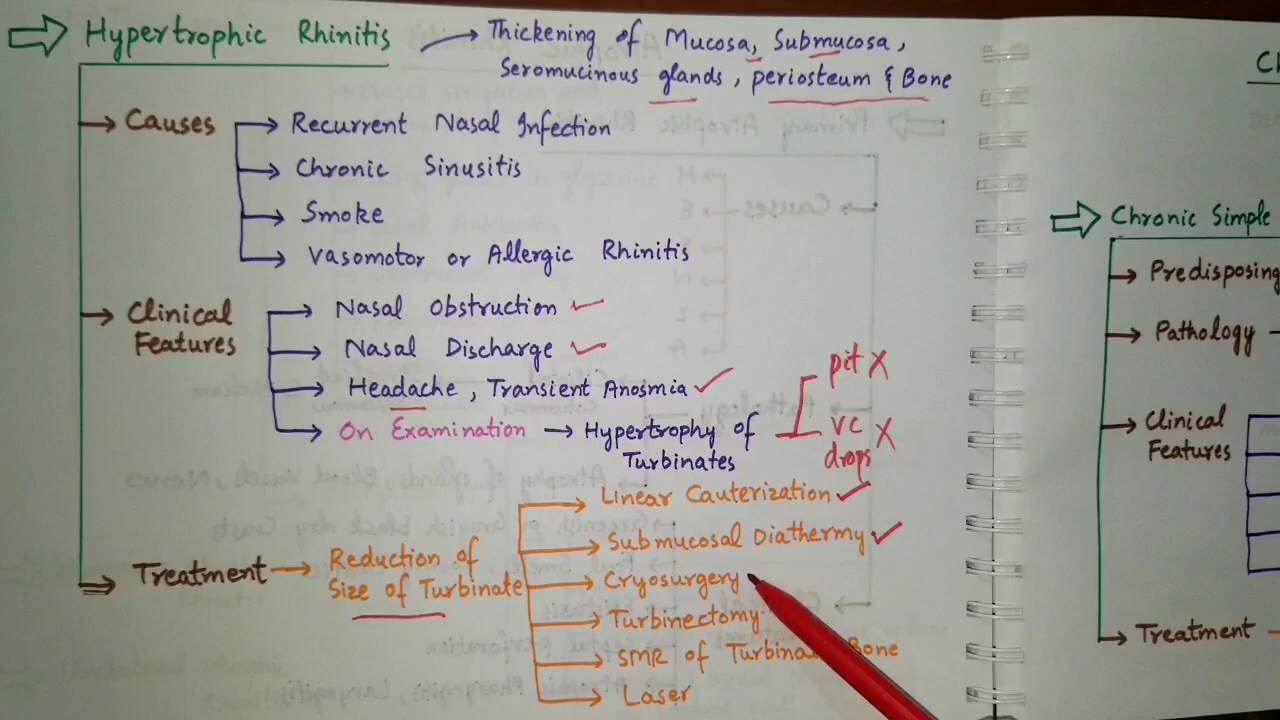 Hypertrophic Rhinitis → Thickening of Mucosa, Submucosa,
Seromucinous glands, periosteum & Bone
Causes
Recurrent Nasal Infection
Chronic Sinusitis
Smoke
Vasomotor or Allergic Rhinitis
Clinical
Features
Nasal Obstruction
Nasal Discharge
Headache, Transient Anosmia
On Examination → Hypertrophy of
Turbinates
pit X
VC X
drops
Treatment → Reduction of
Size of Turbinate
Linear Cauterization
Submucosal Diathermy
Cryosurgery
Turbinectomy
SMR of Turbinate Bone
Laser
Chronic Simple
Predisposing
Pathology
Clinical
Features
Treatment